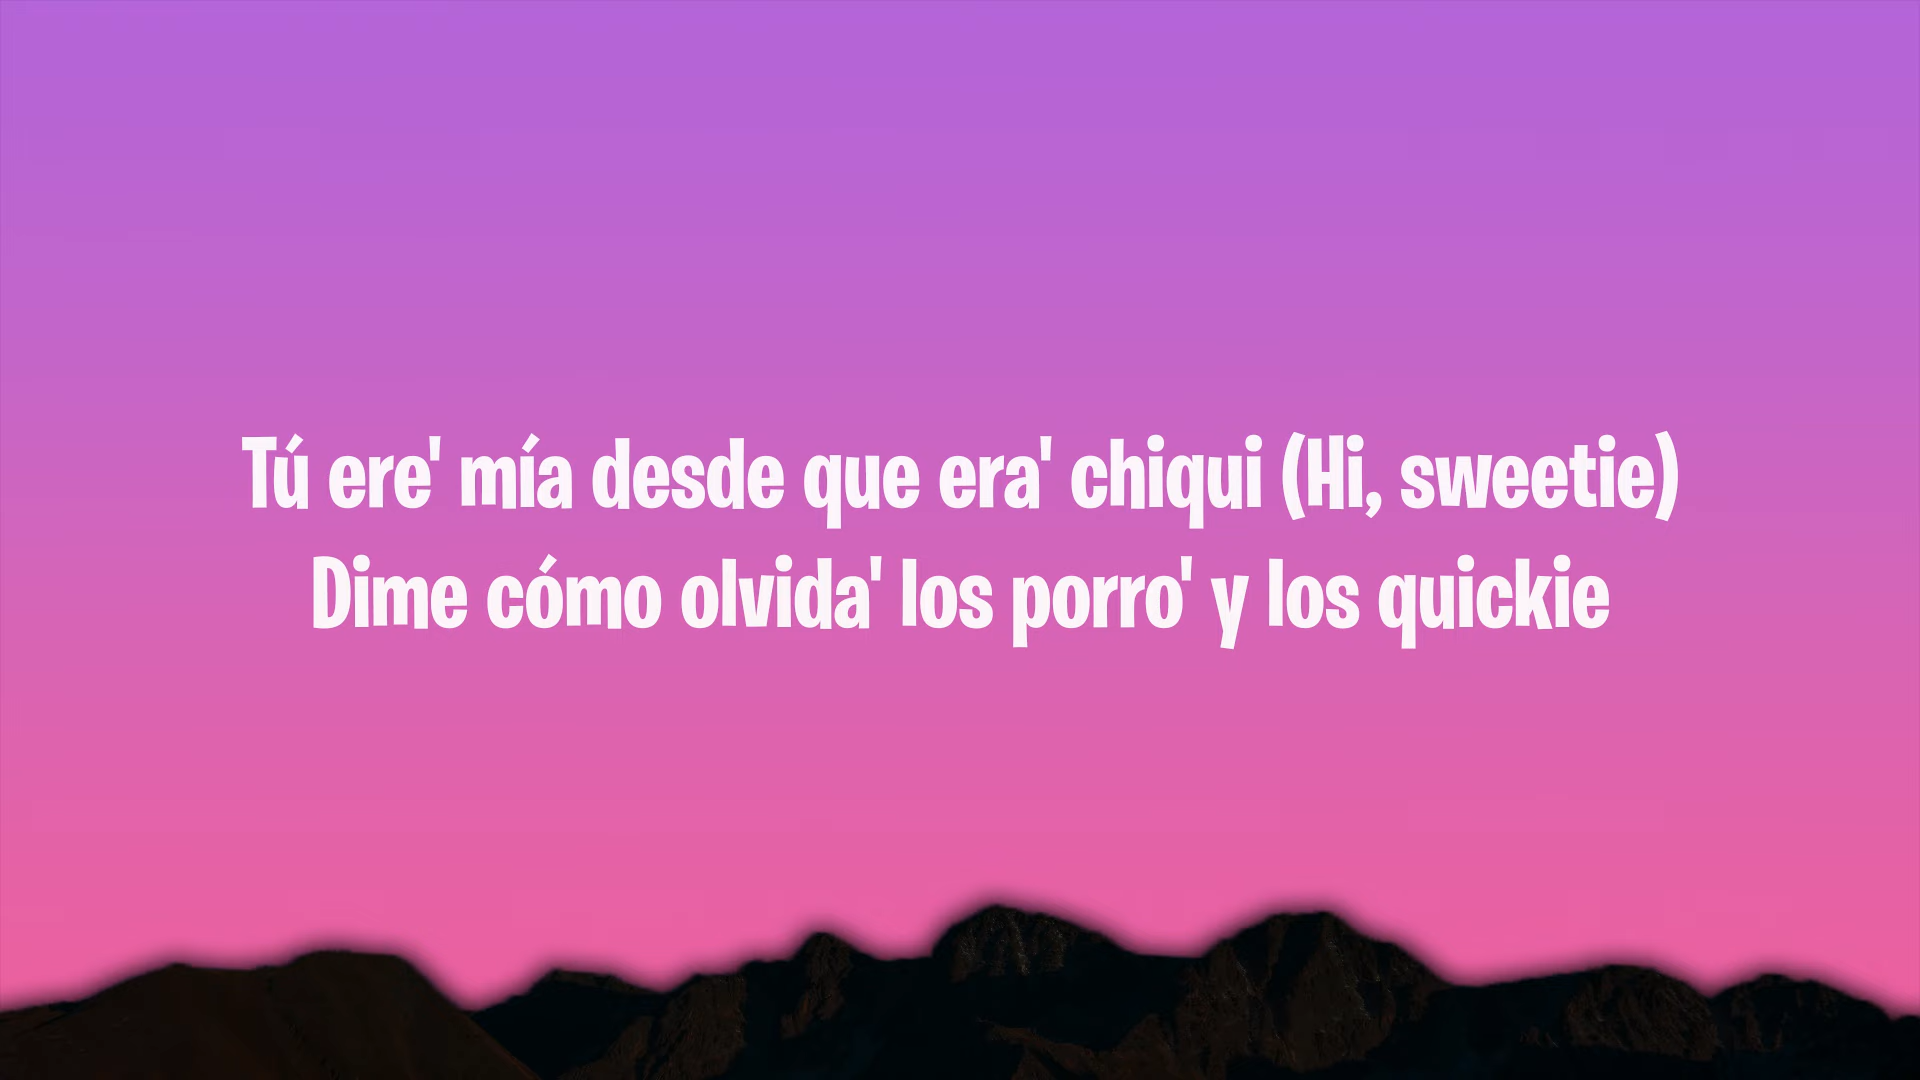 Tú ere' mía desde que era' chiqui (Hi, sweetie)
Dime cómo olvida' los porro' y los quickie